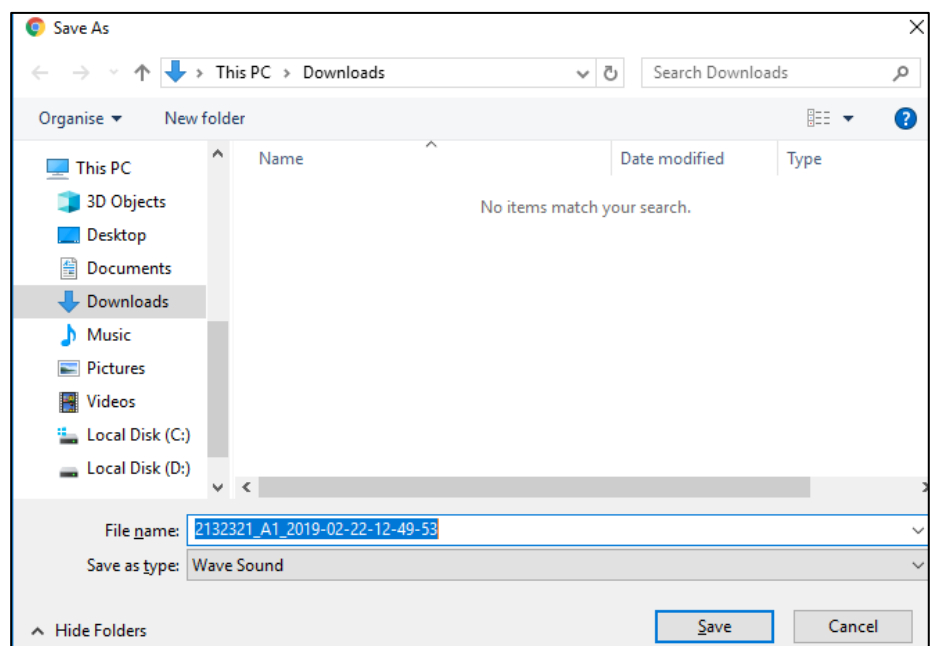 Save As
This PC > Downloads
Search Downloads
Organise
New folder
?
Name
Date modified
Type
This PC
3D Objects
Desktop
Documents
Downloads
Music
Pictures
Videos
Local Disk (C:)
Local Disk (D:)
No items match your search.
File name: 2132321_A1_2019-02-22-12-49-53
Save as type: Wave Sound
Hide Folders
Save
Cancel